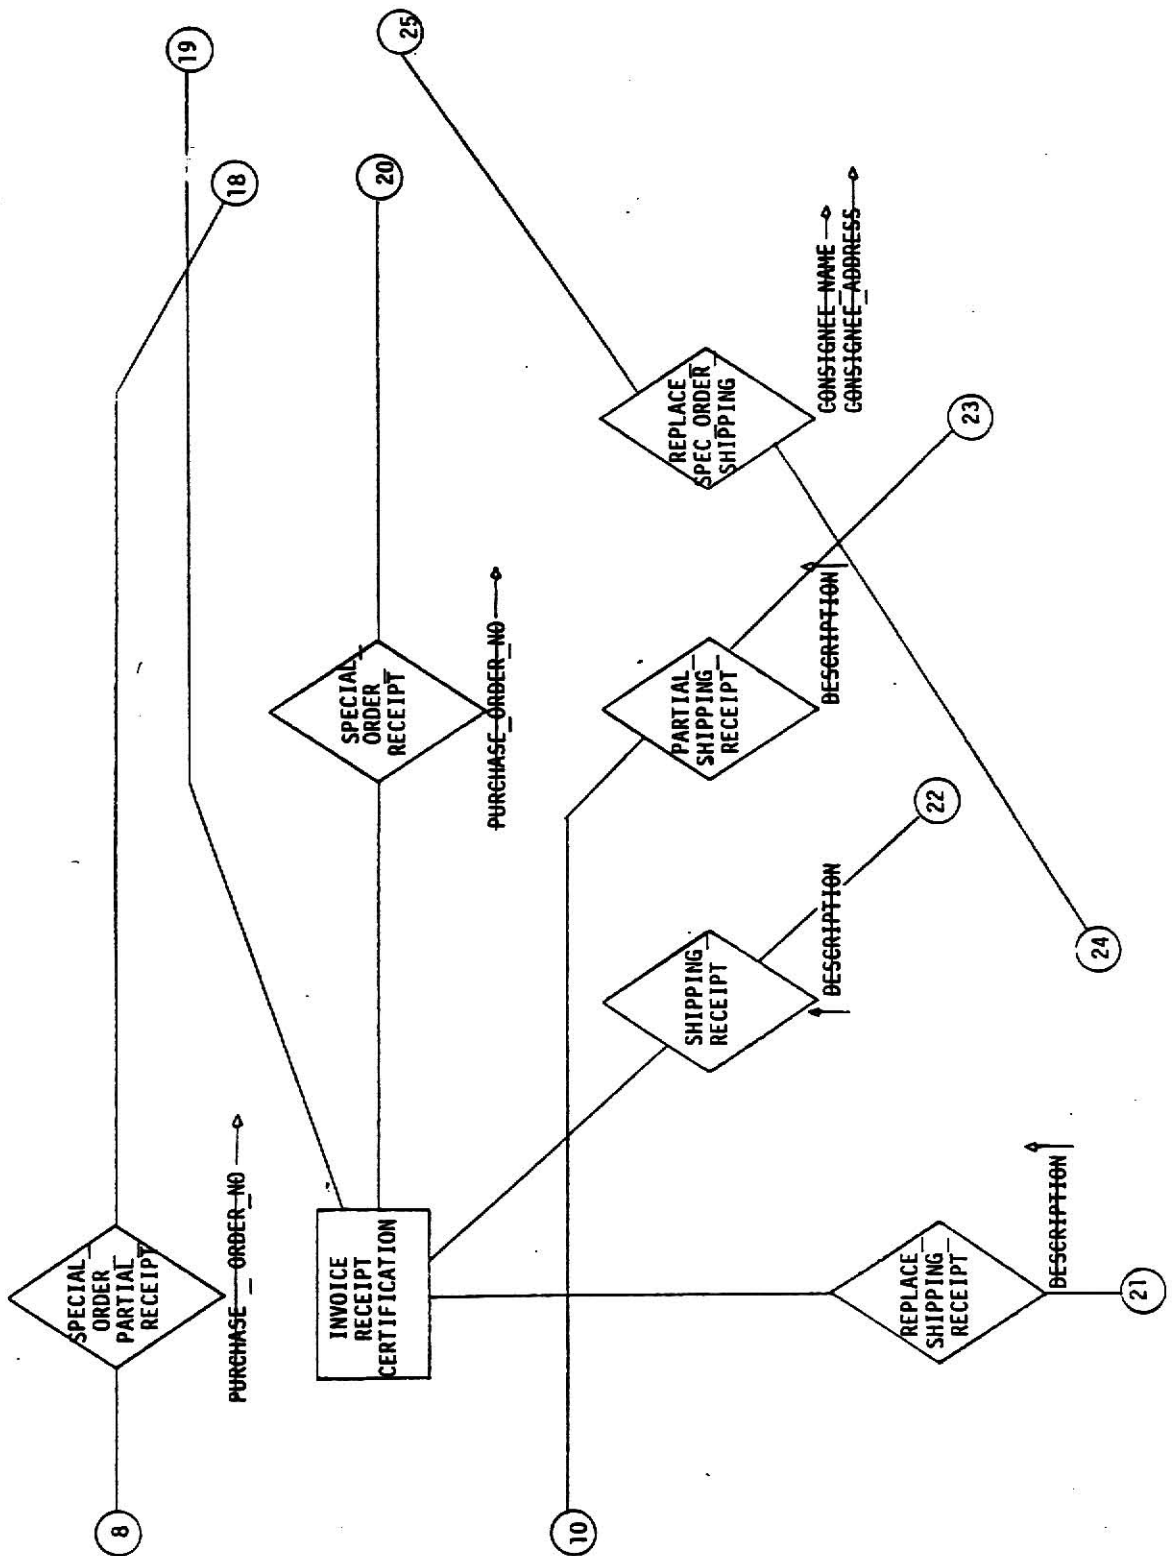 8
SPECIAL_
ORDER_
PARTIAL_
RECEIPT
PURCHASE_ORDER_NO
18
19
INVOICE
RECEIPT
CERTIFICATION
SPECIAL_
ORDER_
RECEIPT
PURCHASE_ORDER_NO
20
10
REPLACE_
SHIPPING_
RECEIPT
DESCRIPTION
21
SHIPPING_
RECEIPT
DESCRIPTION
22
PARTIAL_
SHIPPING_
RECEIPT
DESCRIPTION
23
REPLACE_
SPEC_ORDER_
SHIPPING
CONSIGNEE_NAME
CONSIGNEE_ADDRESS
24
25